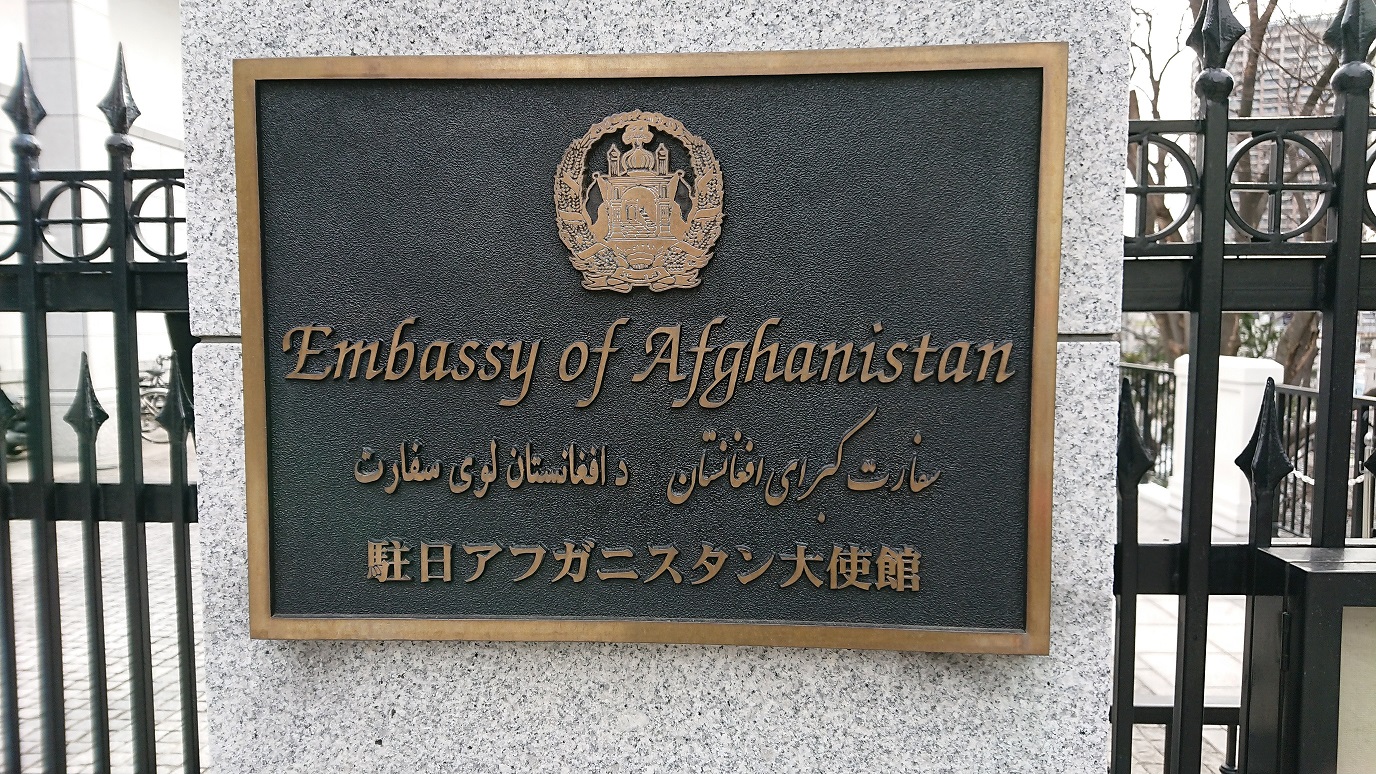 Embassy of Afghanistan
سفارت کبرای افغانستان د افغانستان لوی سفارت
駐日アフガニスタン大使館